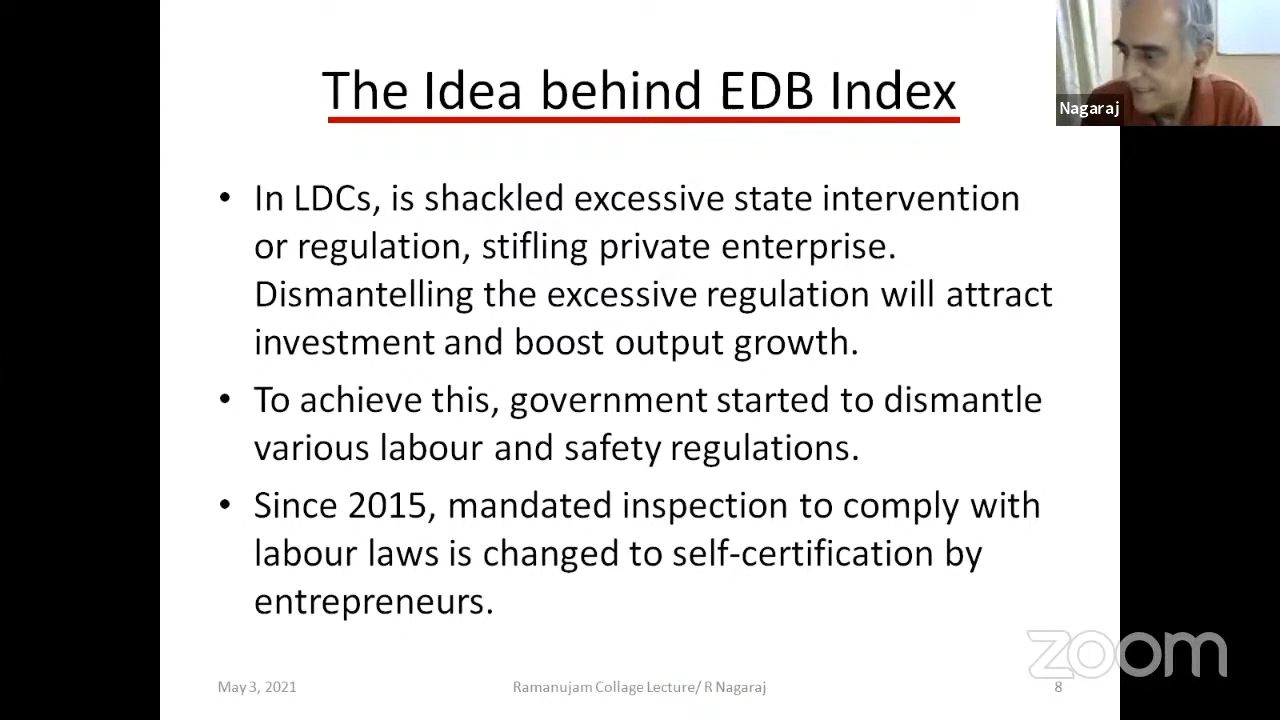 The Idea behind EDB Index
Nagaraj
• In LDCs, is shackled excessive state intervention
or regulation, stifling private enterprise.
Dismantelling the excessive regulation will attract
investment and boost output growth.
• To achieve this, government started to dismantle
various labour and safety regulations.
• Since 2015, mandated inspection to comply with
labour laws is changed to self-certification by
entrepreneurs.
zoom
May 3, 2021
Ramanujam Collage Lecture/ R Nagaraj
8